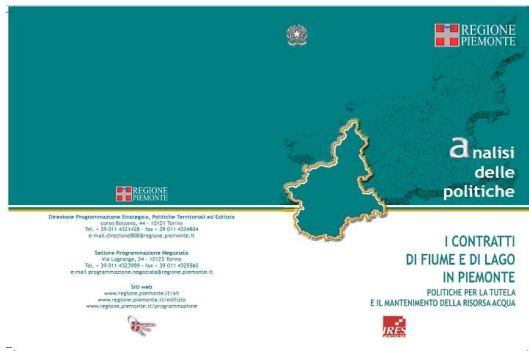 REGIONE
PIEMONTE
analisi
delle
politiche
REGIONE
PIEMONTE
Direzione Programmazione Strategica, Politiche Territoriali ed Edilizia
corso Bolzano, 44 - 10121 Torino
Tel. + 39 011 4321428 - fax + 39 011 4324804
e-mail direzione808@regione.piemonte.it
Settore Programmazione Negoziata
Via Lagrange, 24 - 10123 Torino
Tel. + 39 011 4323989 - fax + 39 011 4325560
e-mail programmazione.negoziata@regione.piemonte.it
Siti web
www.regione.piemonte.it/sit
www.regione.piemonte.it/edilizia
www.regione.piemonte.it/programmazione
I CONTRATTI
DI FIUME E DI LAGO
IN PIEMONTE
POLITICHE PER LA TUTELA
E IL MANTENIMENTO DELLA RISORSA ACQUA
IRES